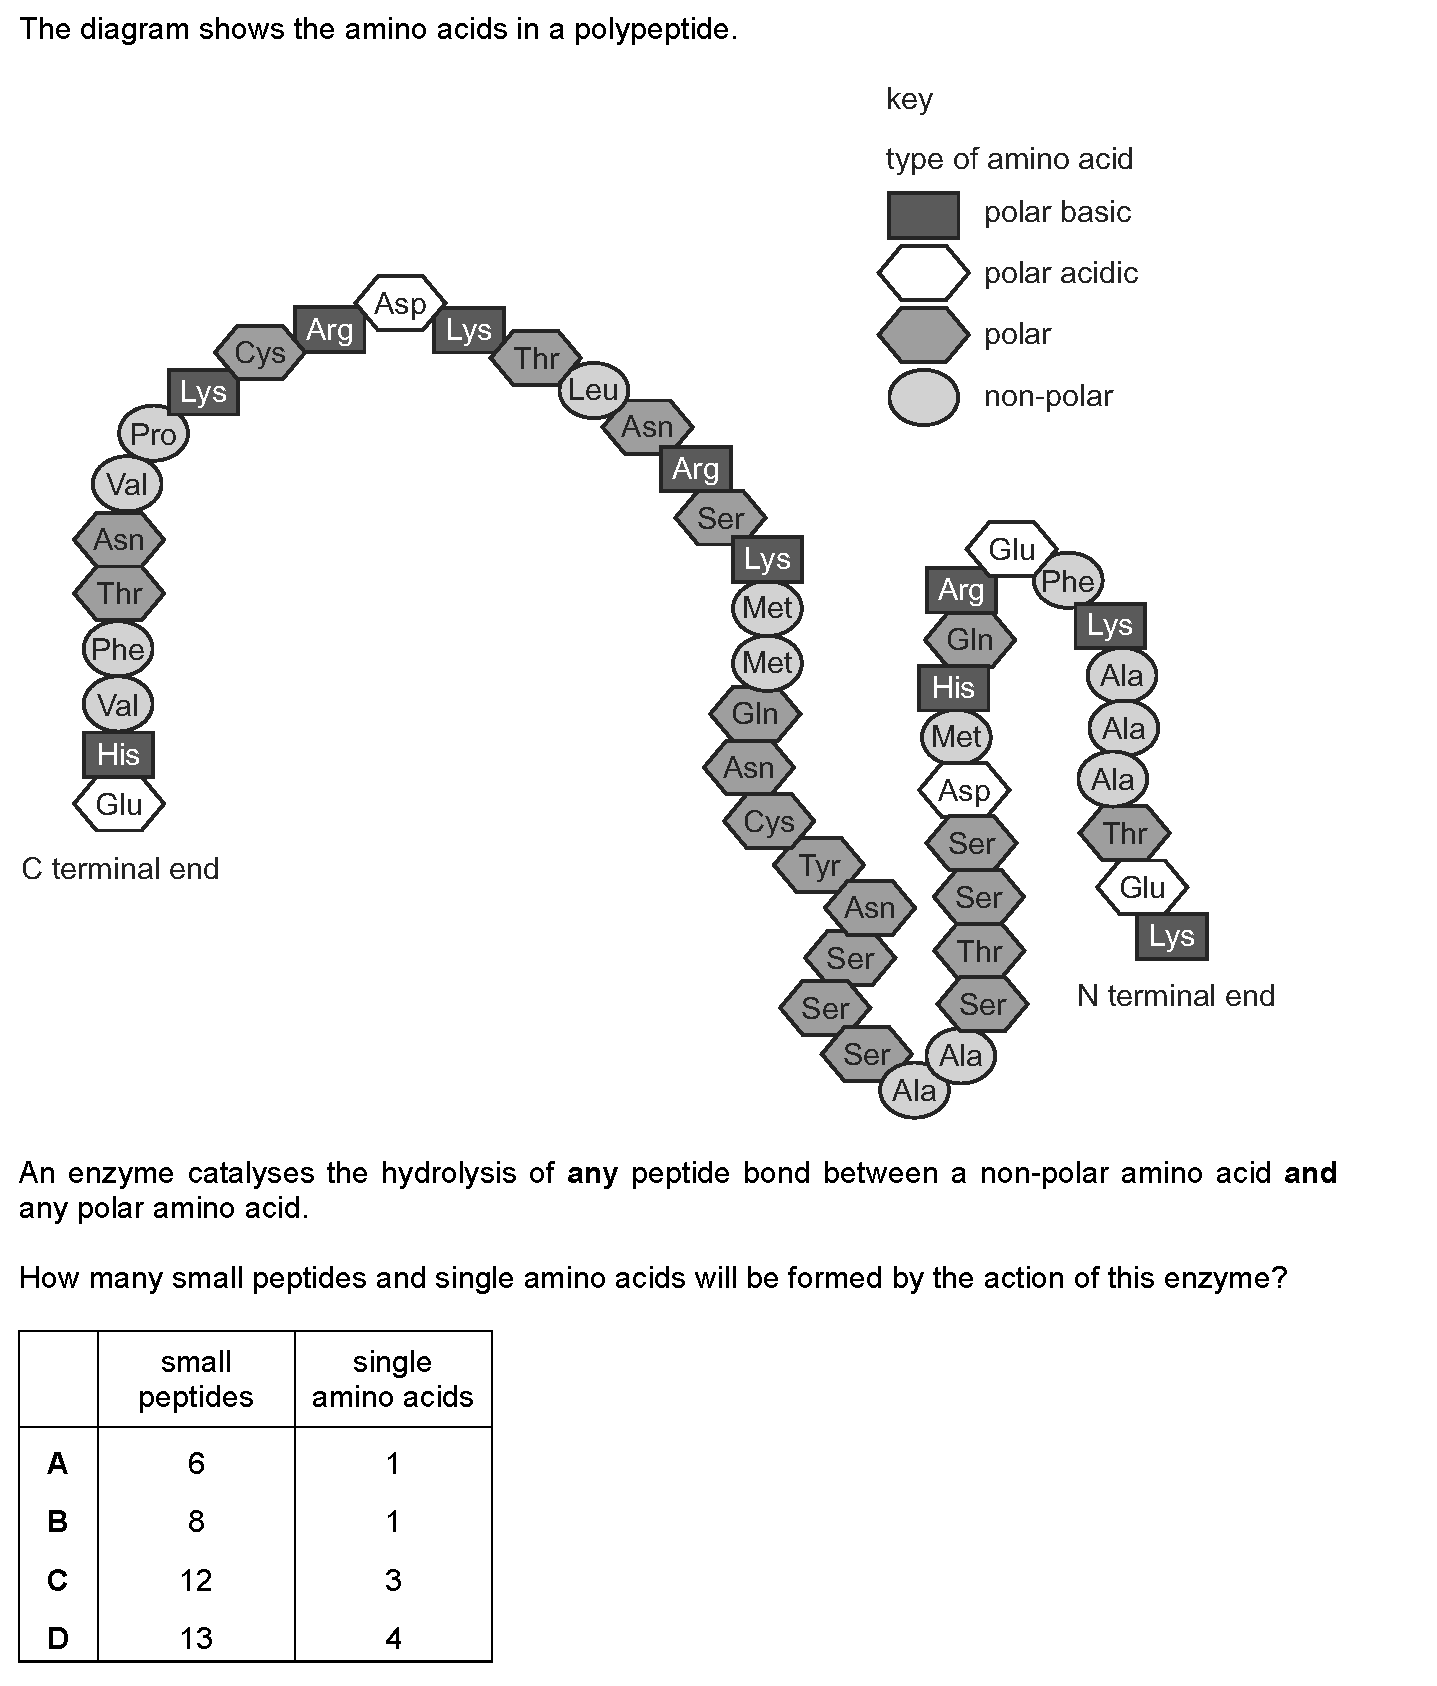 The diagram shows the amino acids in a polypeptide.
key
type of amino acid
polar basic
polar acidic
polar
non-polar
Glu
His
Val
Phe
Thr
Asn
Val
Pro
Lys
Cys
Arg
Asp
Lys
Thr
Leu
Asn
Arg
Ser
Lys
Met
Met
Gln
Asn
Cys
Tyr
Asn
Ser
Ser
Ser
Ala
Ala
Ser
Thr
Ser
Ser
Asp
Met
His
Gln
Arg
Glu
Phe
Lys
Ala
Ala
Ala
Thr
Glu
Lys
C terminal end
N terminal end
An enzyme catalyses the hydrolysis of any peptide bond between a non-polar amino acid and
any polar amino acid.
How many small peptides and single amino acids will be formed by the action of this enzyme?
small single
peptides amino acids
A 6 1
B 8 1
C 12 3
D 13 4